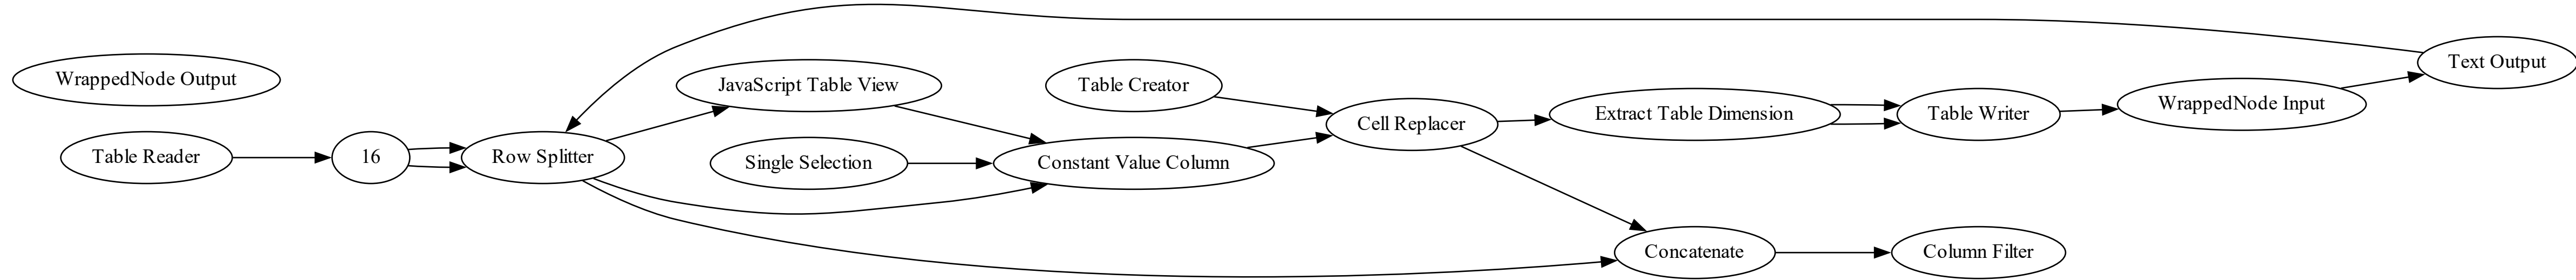 WrappedNode Output
Table Reader
16
Row Splitter
JavaScript Table View
Single Selection
Table Creator
Constant Value Column
Cell Replacer
Extract Table Dimension
Concatenate
Table Writer
Column Filter
WrappedNode Input
Text Output